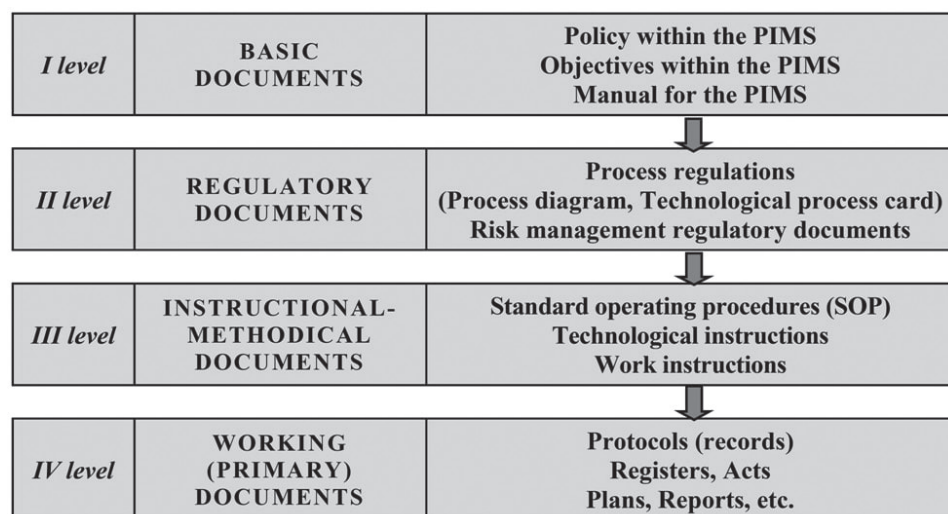 I level
BASIC
DOCUMENTS
Policy within the PIMS
Objectives within the PIMS
Manual for the PIMS
II level
REGULATORY
DOCUMENTS
Process regulations
(Process diagram, Technological process card)
Risk management regulatory documents
III level
INSTRUCTIONAL-
METHODICAL
DOCUMENTS
Standard operating procedures (SOP)
Technological instructions
Work instructions
IV level
WORKING
(PRIMARY)
DOCUMENTS
Protocols (records)
Registers, Acts
Plans, Reports, etc.